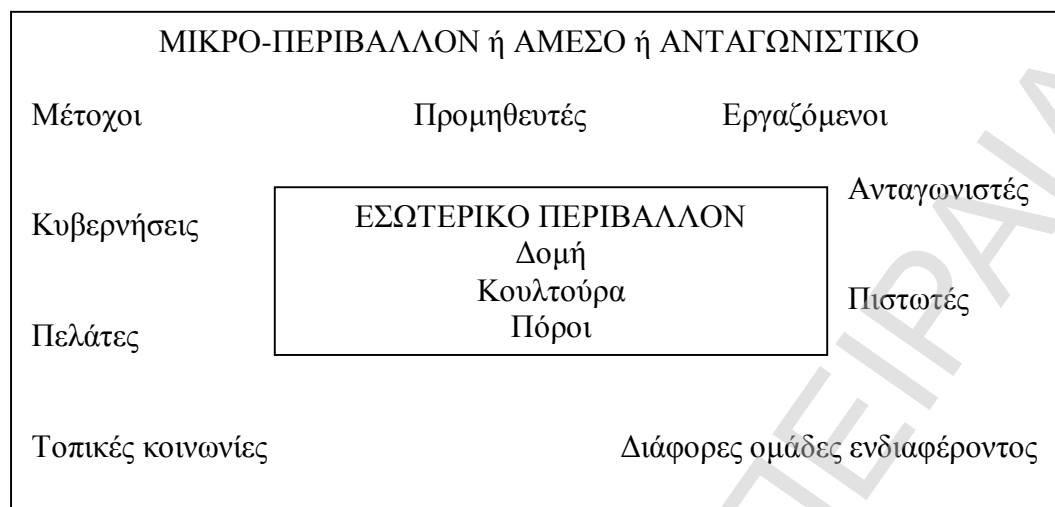 ΜΙΚΡΟ-ΠΕΡΙΒΑΛΛΟΝ ή ΑΜΕΣΟ ή ΑΝΤΑΓΩΝΙΣΤΙΚΟ
Μέτοχοι Προμηθευτές Εργαζόμενοι
Ανταγωνιστές
Κυβερνήσεις
ΕΣΩΤΕΡΙΚΟ ΠΕΡΙΒΑΛΛΟΝ
Δομή
Κουλτούρα
Πόροι
Πιστωτές
Πελάτες
Τοπικές κοινωνίες Διάφορες ομάδες ενδιαφέροντος
ΠΕΙΡΑΙΑ